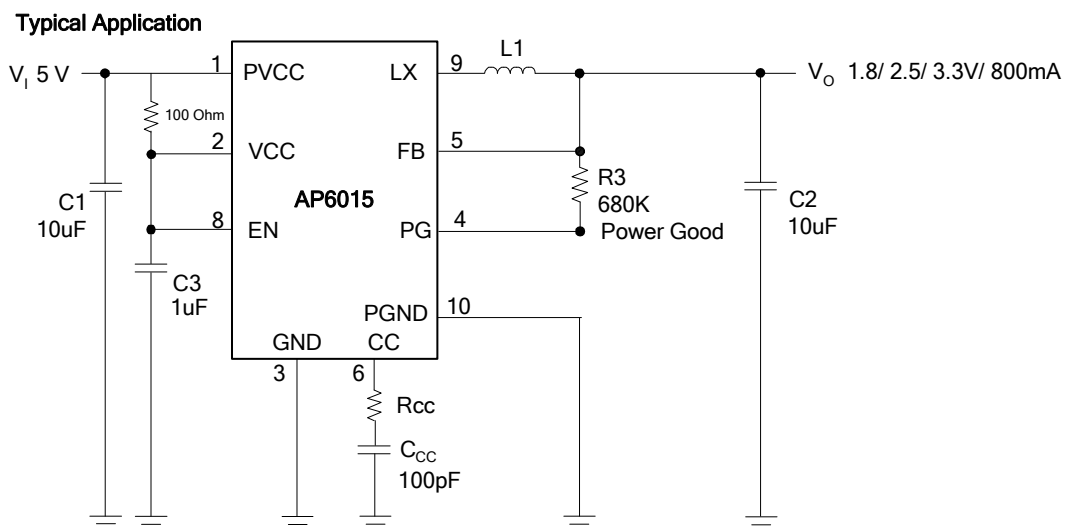 Typical Application
V_I 5 V
1
PVCC
LX
9
L1
V_O 1.8/ 2.5/ 3.3V/ 800mA
100 Ohm
2
VCC
FB
5
R3
680K
AP6015
C1
10uF
C2
10uF
8
EN
PG
4
Power Good
C3
1uF
PGND
10
GND
CC
3
6
Rcc
C_CC
100pF